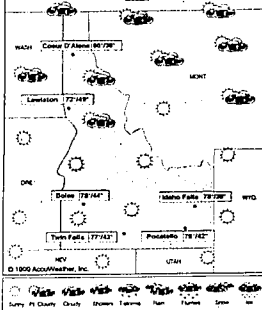 WASH
Coeur D'Alene 66°/38°
MONT
Lewiston 72°/49°
ORE
Boise 78°/44°
Idaho Falls 78°/38°
WYO
Twin Falls 77°/43°
Pocatello 78°/42°
NEV
UTAH
AccuWeather, Inc.
Sunny Pt. Cloudy Cloudy Showers T-storms Rain Flurries Snow Ice